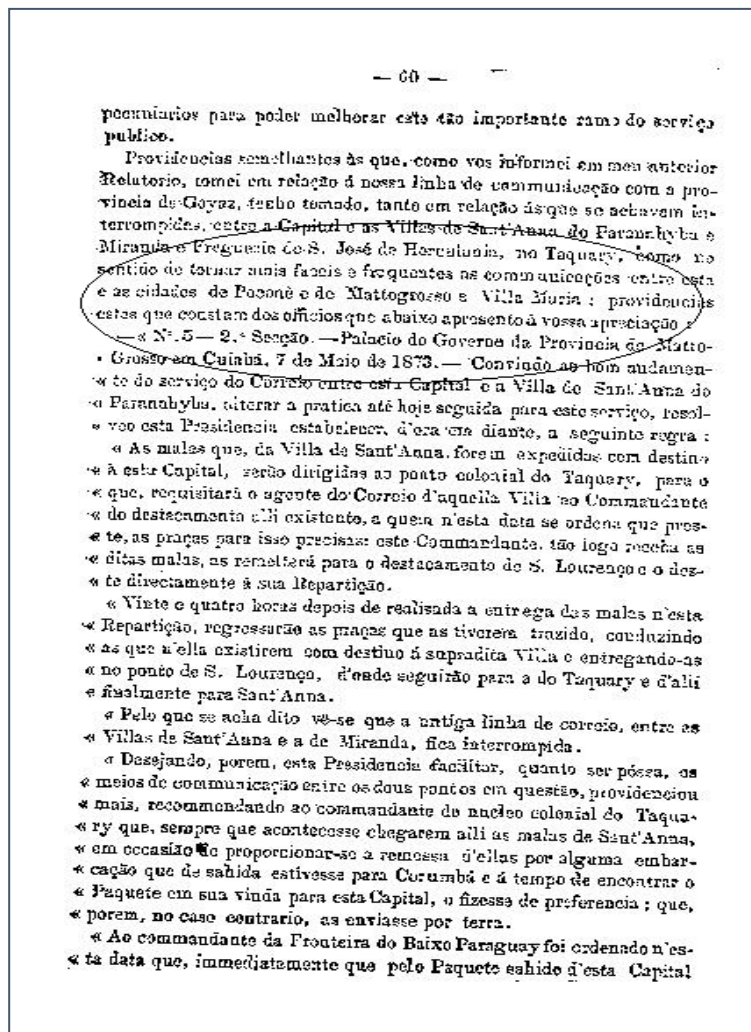 — 60 —
pecuniarios para poder melhorar este tão importante ramo do serviço
publico.
Providencias semelhantes ás que, como vos informei em meu anterior
Relatorio, tomei em relação á nossa linha de communicação com a pro-
vincia de Goyaz, tenho tomado, tanto em relação ás que se achavam in-
terrompidas, entre a Capital e as Villas de Sant'Anna do Paranahyba e
Miranda e Freguezia de S. José de Herculania, no Taquary, como no
sentido de tornar mais faceis e frequentes as communicações entre esta
e as cidades de Poconé e de Mattogrosso e Villa Maria; providencias
estas que constam dos officios que abaixo apresento á vossa apreciação:
—« Nº. 5— 2.ª Secção. —Palacio do Governo da Provincia de Matto-
« Grosso em Cuiabá, 7 de Maio de 1873.— Convindo ao bom andamen-
« te do serviço do Correio entre esta Capital e a Villa de Sant'Anna do
« Paranahyba, alterar a pratica até hoje seguida para este serviço, resol-
« veo esta Presidencia estabelecer, d'ora em diante, a seguinte regra:
« As malas que, da Villa de Sant'Anna, forem expedidas com destino
« á esta Capital, serão dirigidas ao ponto colonial do Taquary, para o
« que, requisitará o agente do Correio d'aquella Villa ao Commandante
« do destacamento alli existente, a quem n'esta data se ordena que pres-
« te, as praças para isso precisas: este Commandante, tão logo receba as
« ditas malas, as remetterá para o destacamento de S. Lourenço e o des-
« te directamente á sua Repartição.
« Vinte e quatro horas depois de realisada a entrega das malas n'esta
« Repartição, regressarão as praças que as tiverem trazido, conduzindo
« as que n'ella existirem com destino á supradita Villa e entregando-as
« no ponto de S. Lourenço, d'onde seguirão para a do Taquary e d'alli
« finalmente para Sant'Anna.
« Pelo que se acha dito vê-se que a antiga linha de correio, entre as
« Villas de Sant'Anna e a de Miranda, fica interrompida.
« Desejando, porem, esta Presidencia facilitar, quanto ser póssa, os
« meios de communicação entre os dous pontos em questão, providenciou
« mais, recommendando ao commandante do nucleo colonial do Taqua-
« ry que, sempre que acontecesse chegarem alli as malas de Sant'Anna,
« em occasião de proporcionar-se a remessa d'ellas por alguma embar-
« cação que de sahida estivesse para Corumbá e á tempo de encontrar o
« Paquete em sua vinda para esta Capital, o fizesse de preferencia; que,
« porem, no caso contrario, as enviasse por terra.
« Ao commandante da Fronteira do Baixo Paraguay foi ordenado n'es-
« ta data que, immediatamente que pelo Paquete sahido d'esta Capital